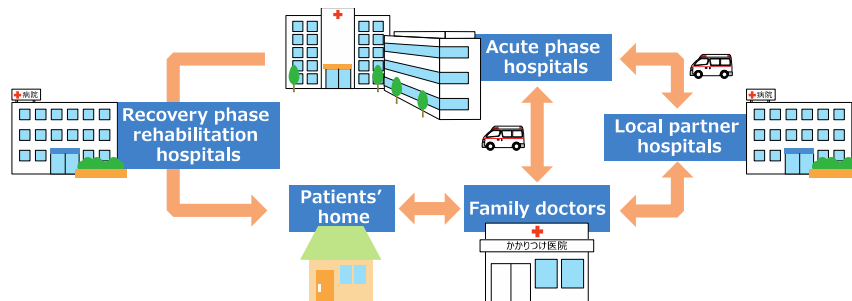 Acute phase
hospitals
病院
Recovery phase
rehabilitation
hospitals
Local partner
hospitals
病院
Patients'
home
Family doctors
かかりつけ医院